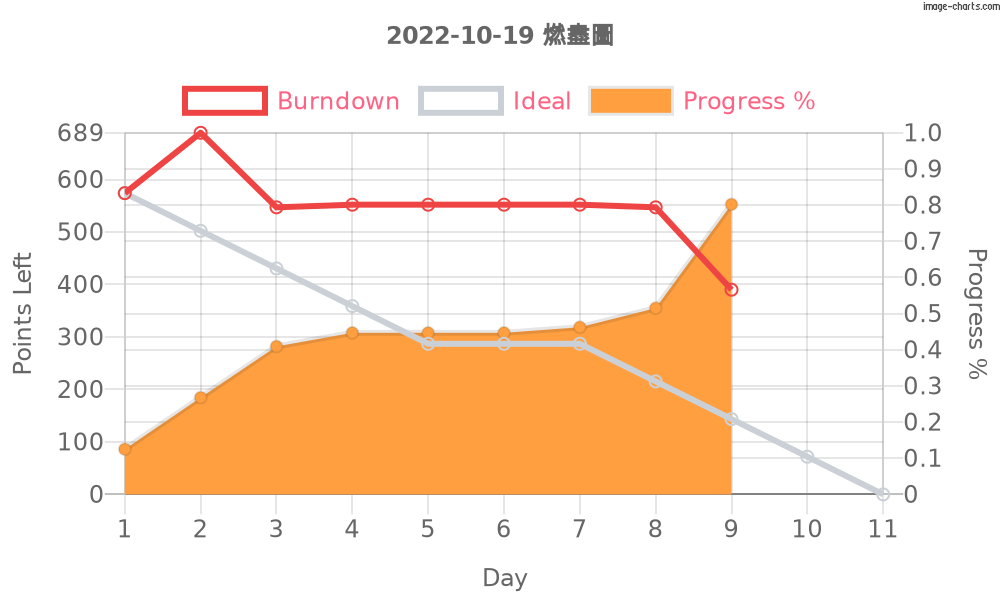 image-charts.com
2022-10-19 燃盡圖
Burndown Ideal Progress %
689 1.0
0.9
600
0.8
500
0.7
400 0.6
0.5
300
0.4
200 0.3
0.2
100
0.1
0 0
Points Left
Progress %
1 2 3 4 5 6 7 8 9 10 11
Day